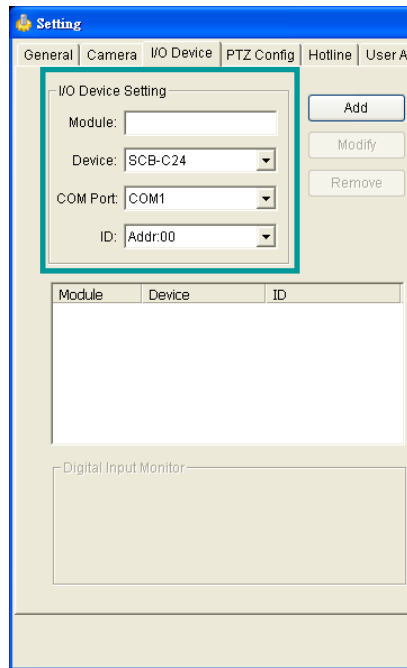 Setting
General Camera I/O Device PTZ Config Hotline User A
I/O Device Setting
Module:
Device: SCB-C24
COM Port: COM1
ID: Addr:00
Add
Modify
Remove
Module Device ID
Digital Input Monitor